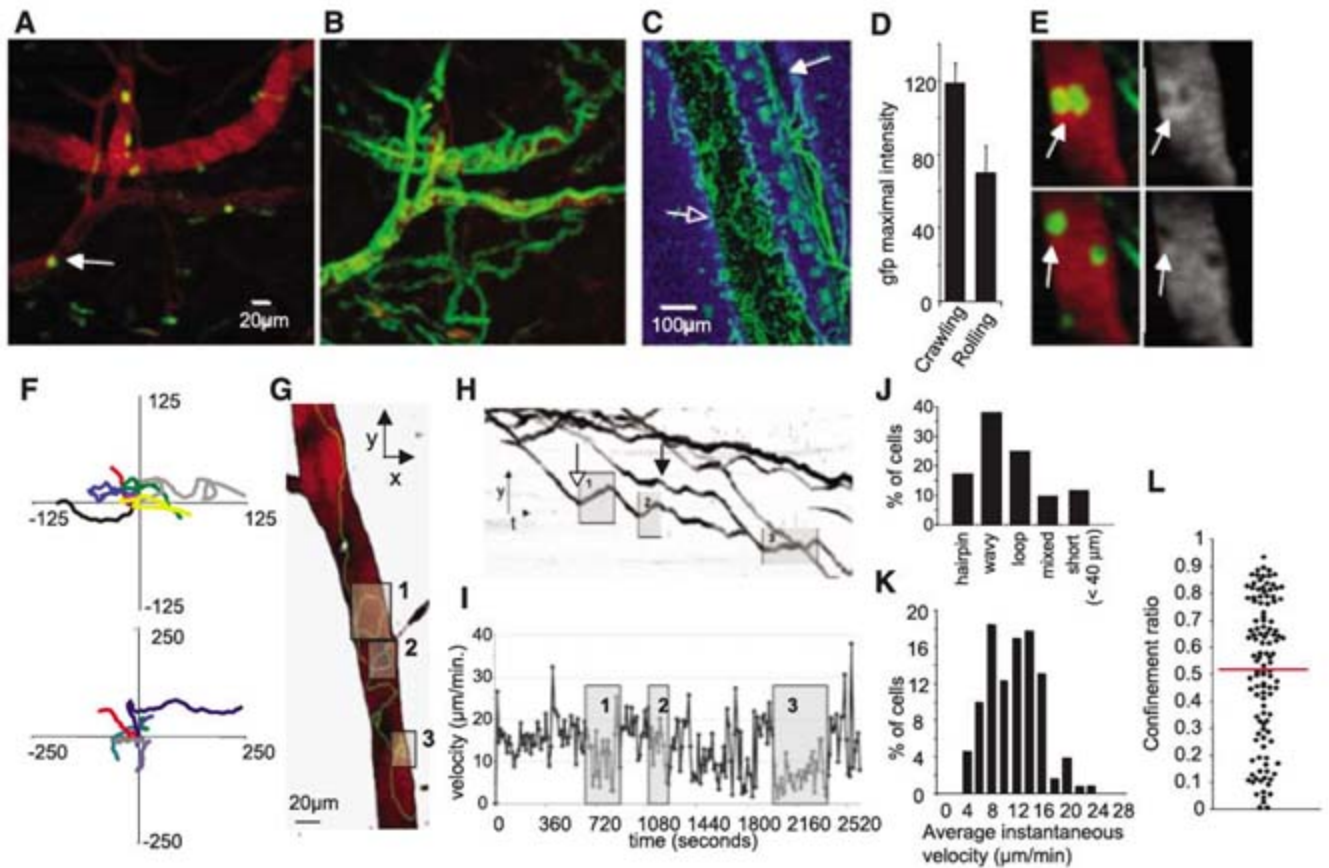 A
20μm
B
C
100μm
D
gfp maximal intensity
120
80
40
0
Crawling
Rolling
E
F
125
-125
125
-125
250
-250
250
-250
G
y
x
1
2
3
20μm
H
y
t
1
2
3
I
velocity (μm/min.)
40
30
20
10
0
1
2
3
0 360 720 1080 1440 1800 2160 2520
time (seconds)
J
% of cells
40
30
20
10
0
hairpin
wavy
loop
mixed
short
(< 40 μm)
K
% of cells
20
16
12
8
4
0
0 4 8 12 16 20 24 28
Average instantaneous
velocity (μm/min)
L
Confinement ratio
1
0.9
0.8
0.7
0.6
0.5
0.4
0.3
0.2
0.1
0